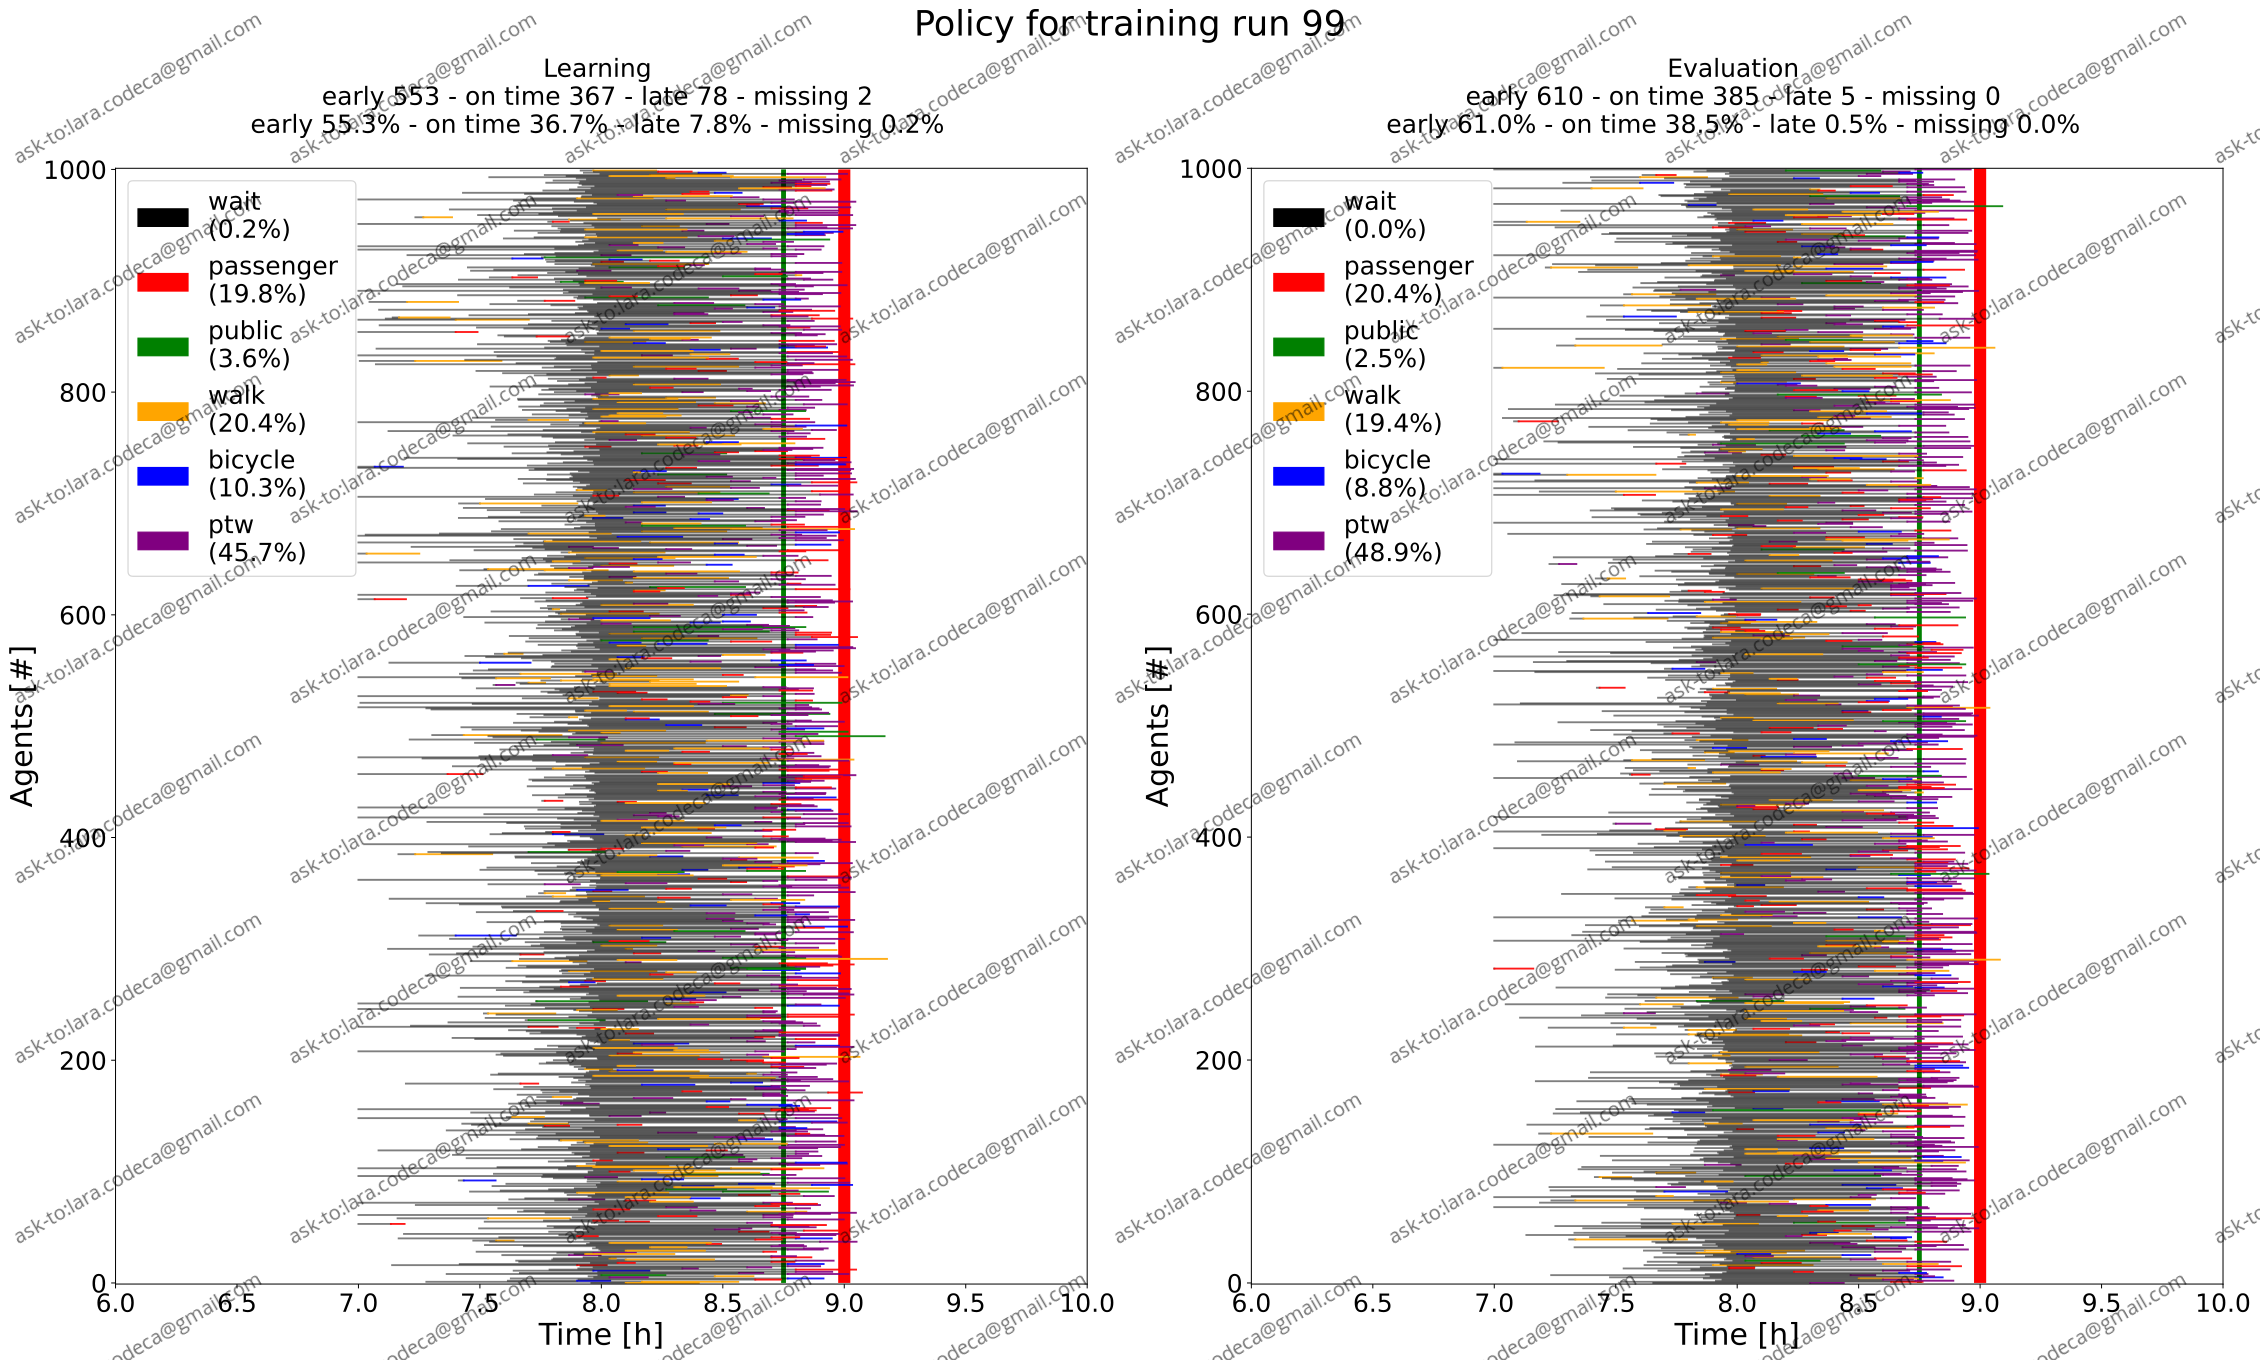 Policy for training run 99
Learning
early 553 - on time 367 - late 78 - missing 2
early 55.3% - on time 36.7% - late 7.8% - missing 0.2%
1000
800
600
400
200
0
Agents [#]
wait
(0.2%)
passenger
(19.8%)
public
(3.6%)
walk
(20.4%)
bicycle
(10.3%)
ptw
(45.7%)
6.0 6.5 7.0 7.5 8.0 8.5 9.0 9.5 10.0
Time [h]
Evaluation
early 610 - on time 385 - late 5 - missing 0
early 61.0% - on time 38.5% - late 0.5% - missing 0.0%
1000
800
600
400
200
0
Agents [#]
wait
(0.0%)
passenger
(20.4%)
public
(2.5%)
walk
(19.4%)
bicycle
(8.8%)
ptw
(48.9%)
6.0 6.5 7.0 7.5 8.0 8.5 9.0 9.5 10.0
Time [h]
ask-to:lara.codeca@gmail.com